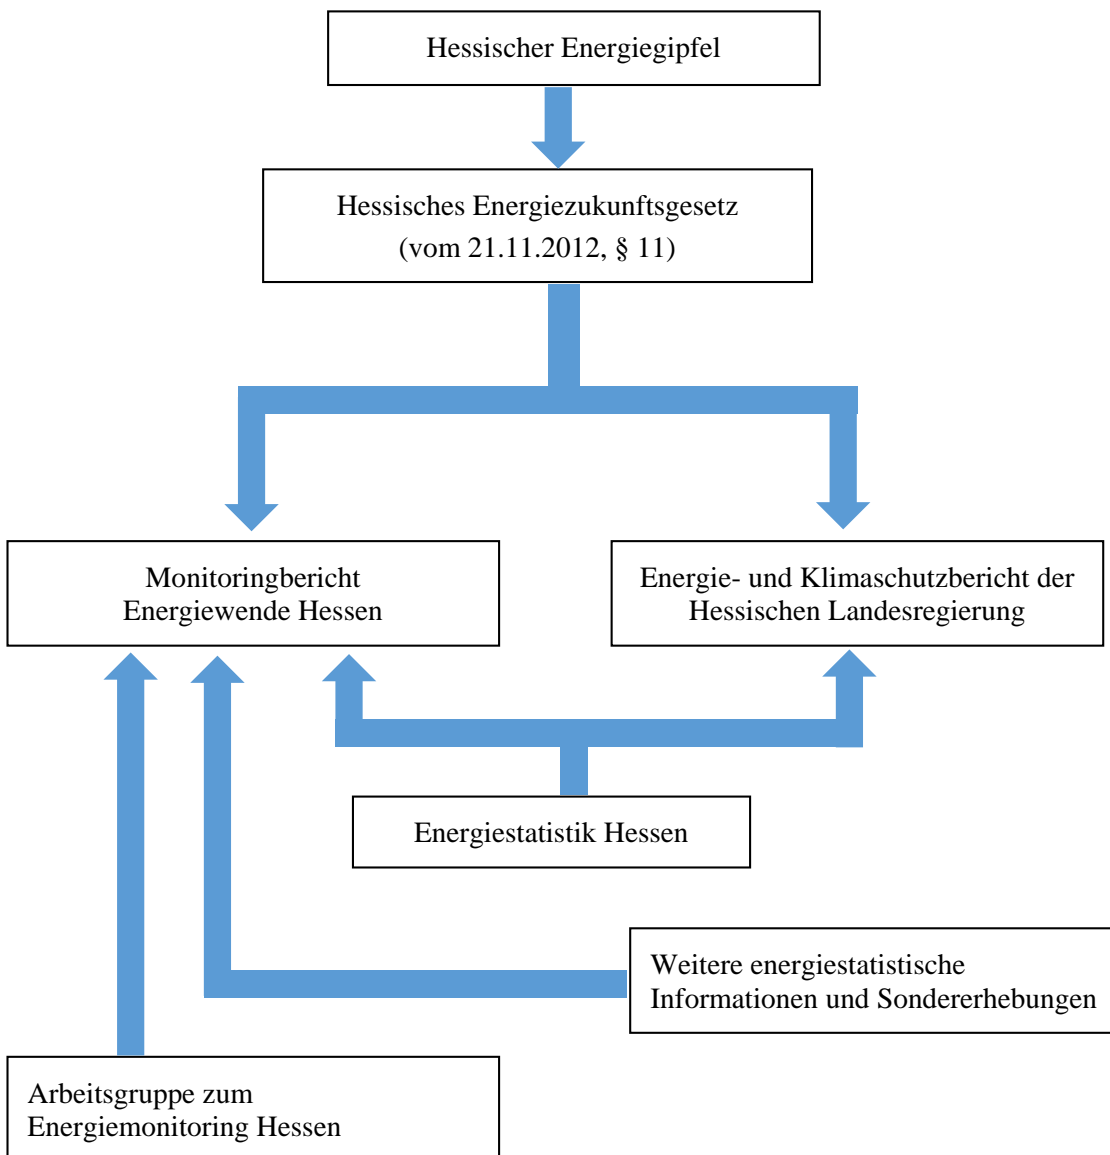 Hessischer Energiegipfel
Hessisches Energiezukunftsgesetz
(vom 21.11.2012, § 11)
Monitoringbericht
Energiewende Hessen
Energie- und Klimaschutzbericht der
Hessischen Landesregierung
Energiestatistik Hessen
Weitere energiestatistische
Informationen und Sondererhebungen
Arbeitsgruppe zum
Energiemonitoring Hessen